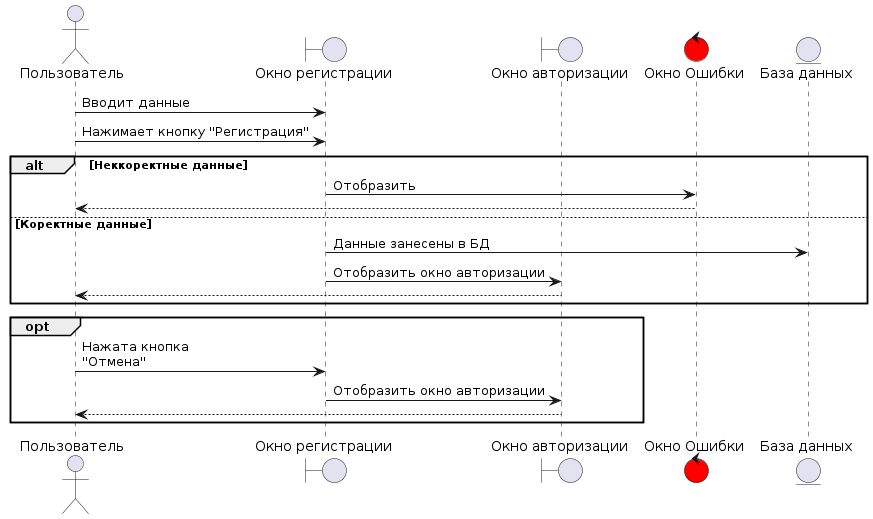 Пользователь
Окно регистрации
Окно авторизации
Окно Ошибки
База данных
Вводит данные
Нажимает кнопку "Регистрация"
alt
[Неккоректные данные]
Отобразить
[Коректные данные]
Данные занесены в БД
Отобразить окно авторизации
opt
Нажата кнопка
"Отмена"
Отобразить окно авторизации
Пользователь
Окно регистрации
Окно авторизации
Окно Ошибки
База данных